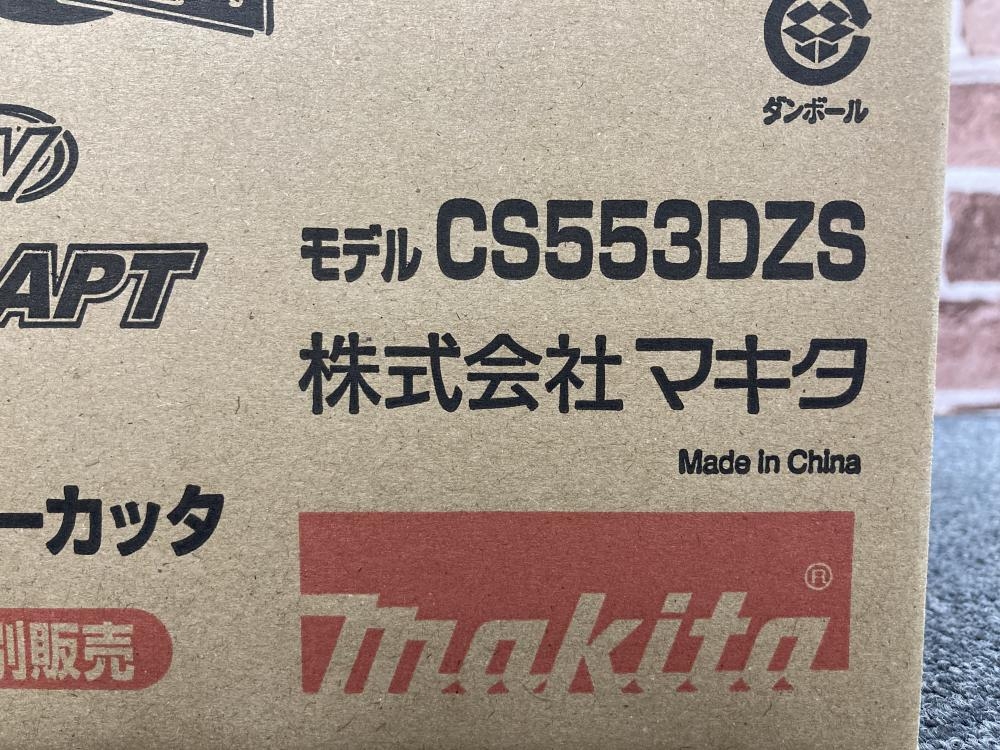 ダンボール
モデル CS553DZS
APT
株式会社 マキタ
Made in China
ーカッタ
makita ®
別販売